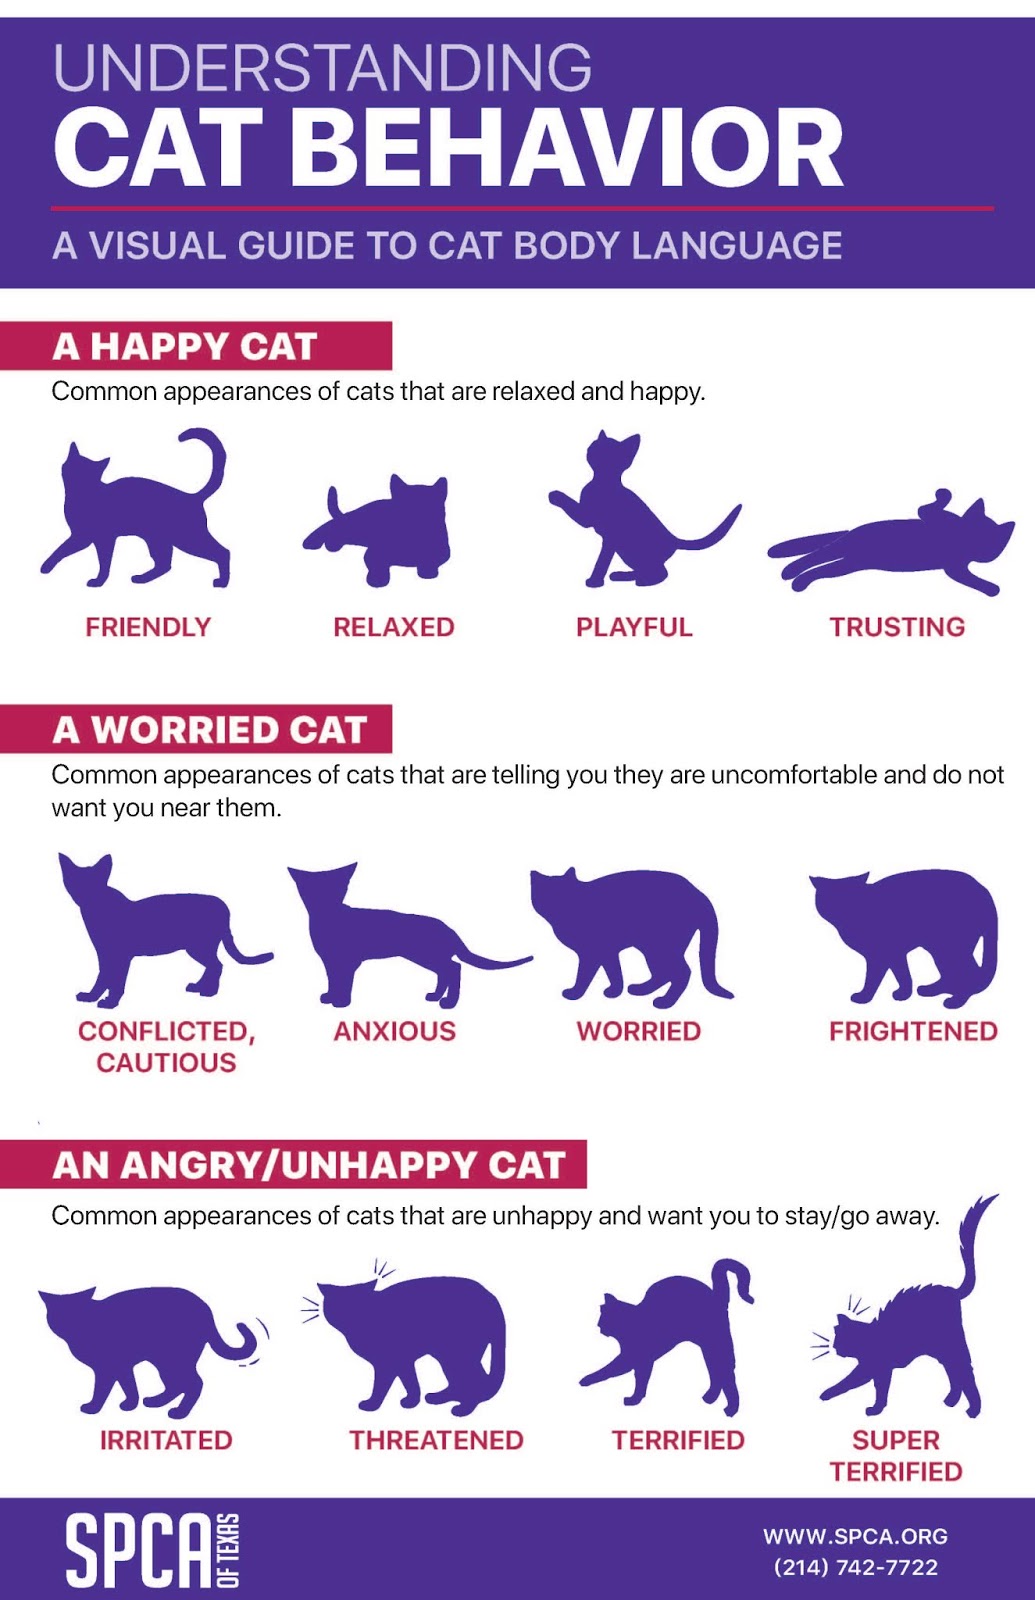 UNDERSTANDING
CAT BEHAVIOR
A VISUAL GUIDE TO CAT BODY LANGUAGE
A HAPPY CAT
Common appearances of cats that are relaxed and happy.
FRIENDLY
RELAXED
PLAYFUL
TRUSTING
A WORRIED CAT
Common appearances of cats that are telling you they are uncomfortable and do not
want you near them.
CONFLICTED,
CAUTIOUS
ANXIOUS
WORRIED
FRIGHTENED
AN ANGRY/UNHAPPY CAT
Common appearances of cats that are unhappy and want you to stay/go away.
IRRITATED
THREATENED
TERRIFIED
SUPER
TERRIFIED
SPCA
OF TEXAS
WWW.SPCA.ORG
(214) 742-7722